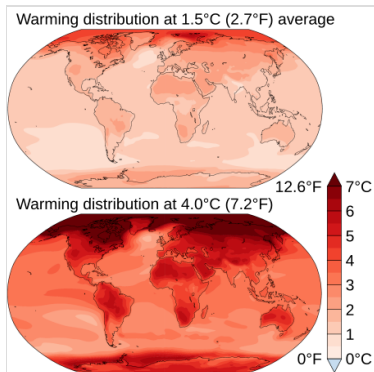 Warming distribution at 1.5°C (2.7°F) average
12.6°F 7°C
Warming distribution at 4.0°C (7.2°F)
6
5
4
3
2
1
0°F 0°C